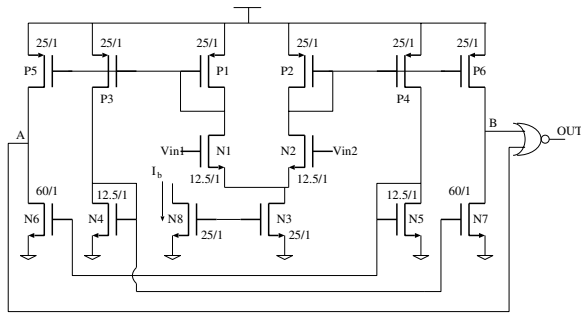 25/1 25/1 25/1 25/1 25/1 25/1
P5 P3 P1 P2 P4 P6
A B OUT
Vin1 N1 N2 Vin2
12.5/1 12.5/1
Ib
60/1 12.5/1 12.5/1 60/1
N6 N4 N8 N3 N5 N7
25/1 25/1